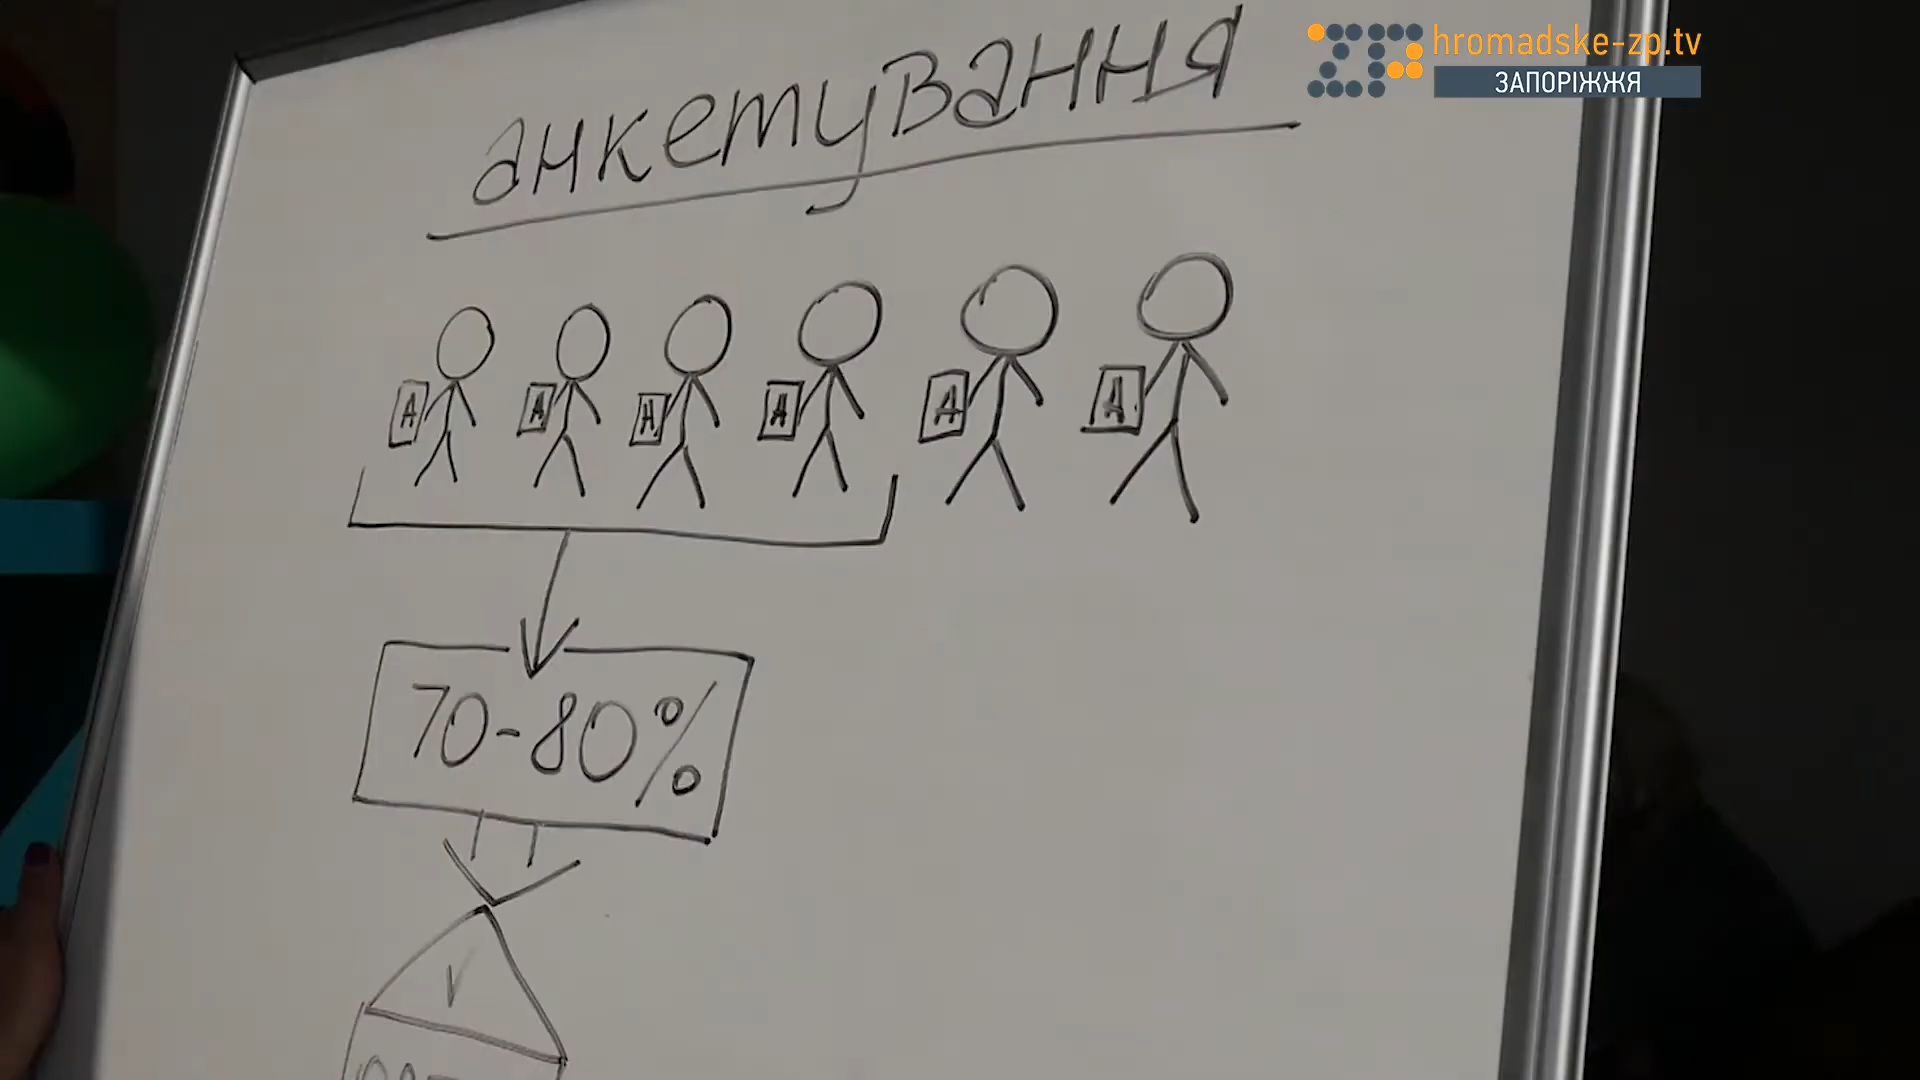 hromadske-zp.tv
ЗАПОРІЖЖЯ
анкетування
А А А А А А
70-80%